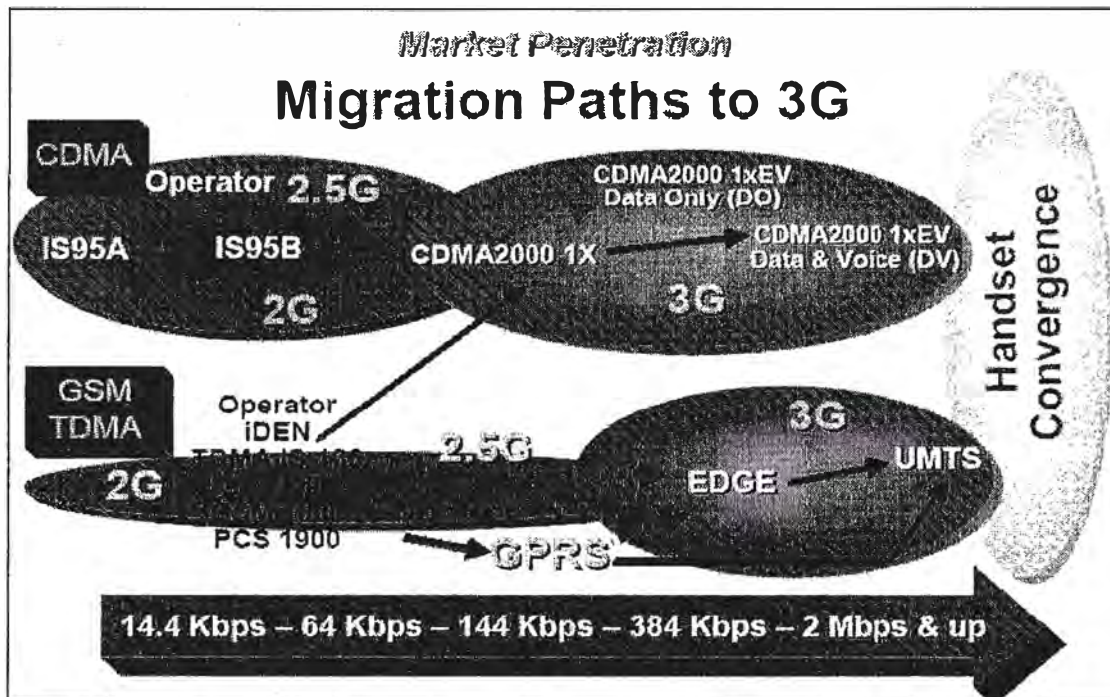 Market Penetration
Migration Paths to 3G
CDMA
Operator 2.5G
IS95A
IS95B
2G
CDMA2000 1xEV
Data Only (DO)
CDMA2000 1X
CDMA2000 1xEV
Data & Voice (DV)
3G
Handset
Convergence
GSM
TDMA
Operator
iDEN
TDMA
2.5G
2G
PCS 1900
GPRS
3G
EDGE
UMTS
14.4 Kbps – 64 Kbps – 144 Kbps – 384 Kbps – 2 Mbps & up